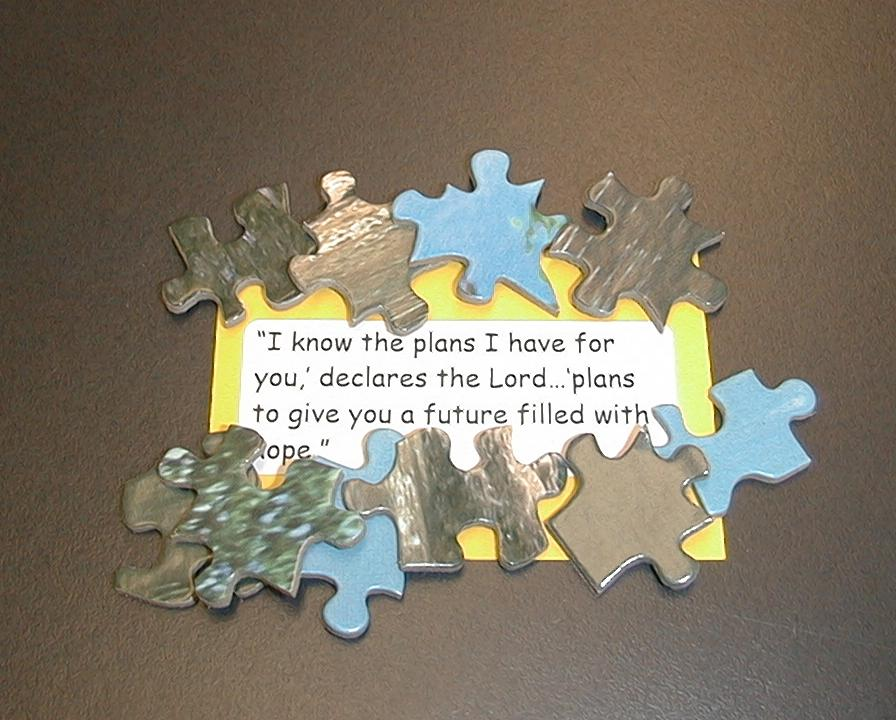 “I know the plans I have for
you,’ declares the Lord...‘plans
to give you a future filled with
ope.”